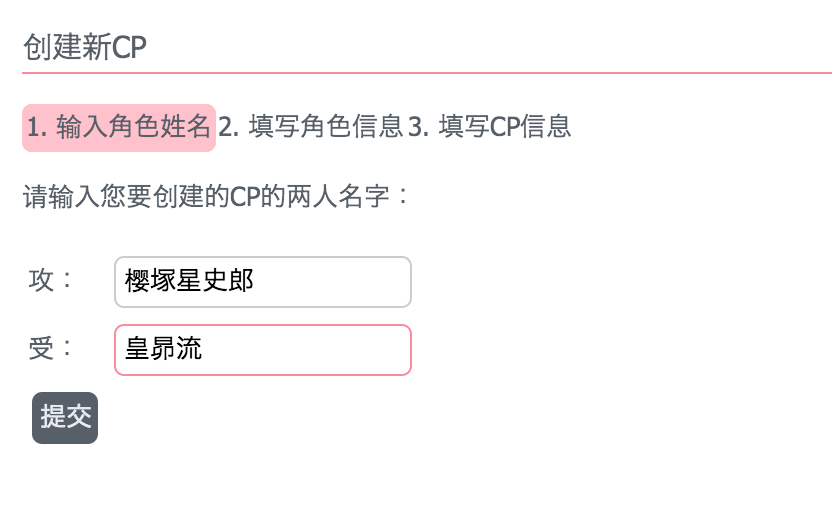 创建新CP
1. 输入角色姓名 2. 填写角色信息 3. 填写CP信息
请输入您要创建的CP的两人名字：
攻： 樱塚星史郎
受： 皇昴流
提交